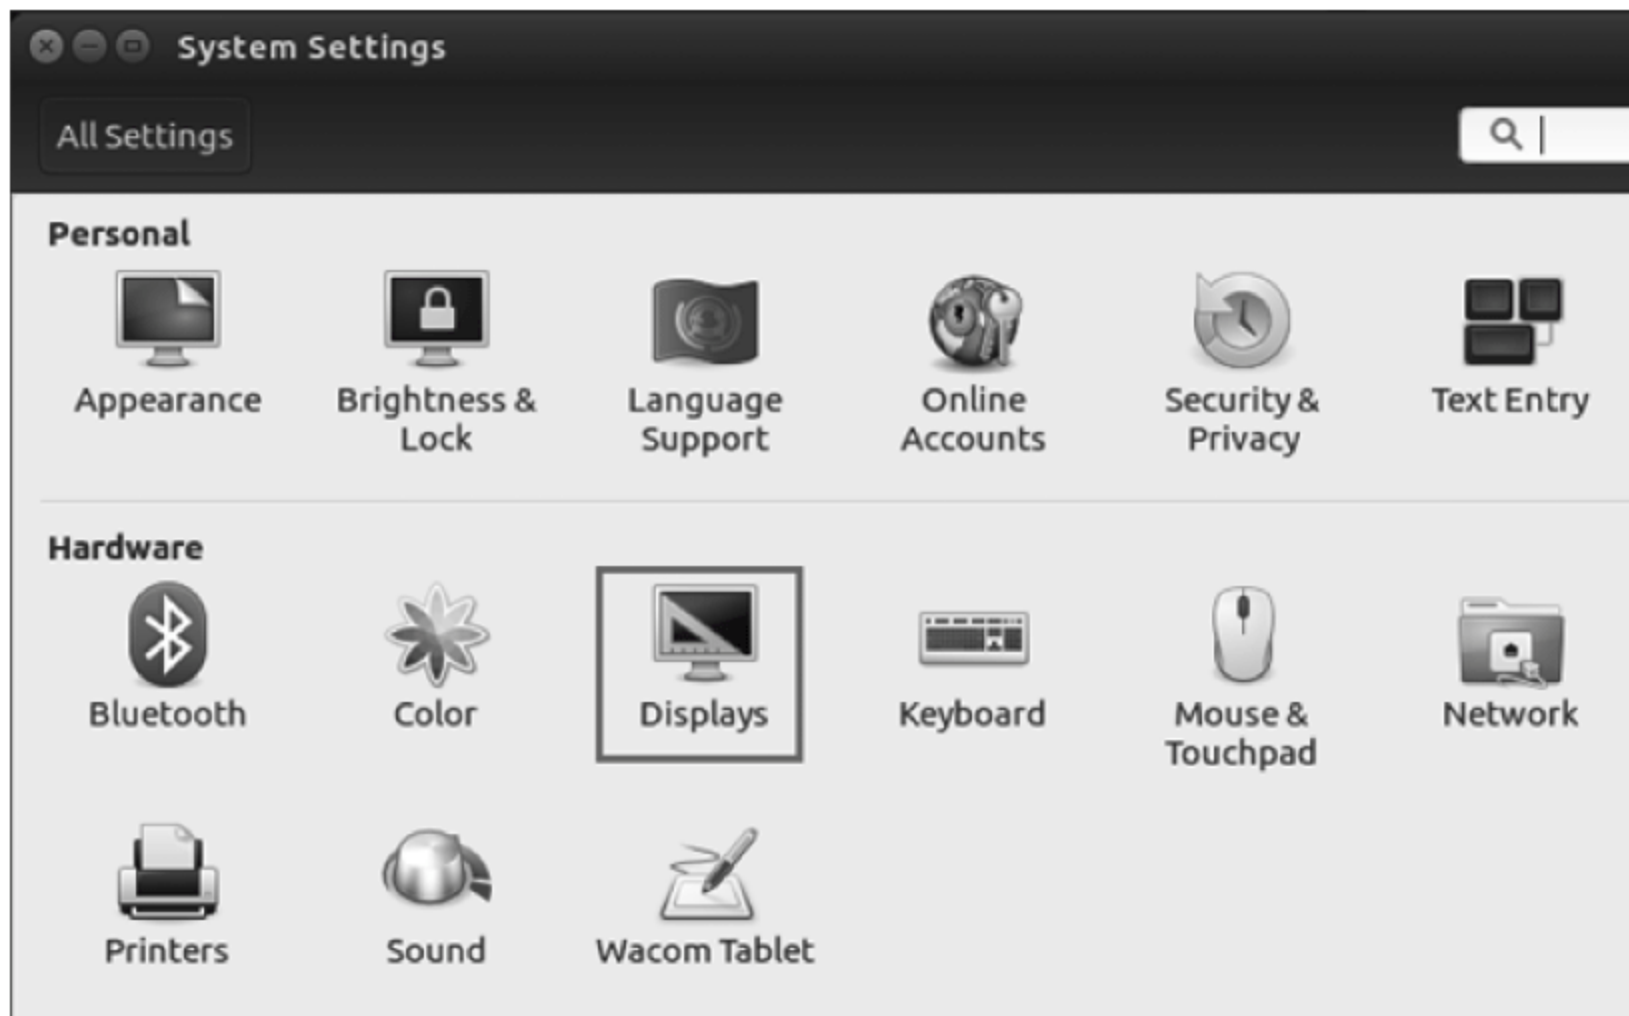 System Settings
All Settings
Personal
Appearance
Brightness &
Lock
Language
Support
Online
Accounts
Security &
Privacy
Text Entry
Hardware
Bluetooth
Color
Displays
Keyboard
Mouse &
Touchpad
Network
Printers
Sound
Wacom Tablet